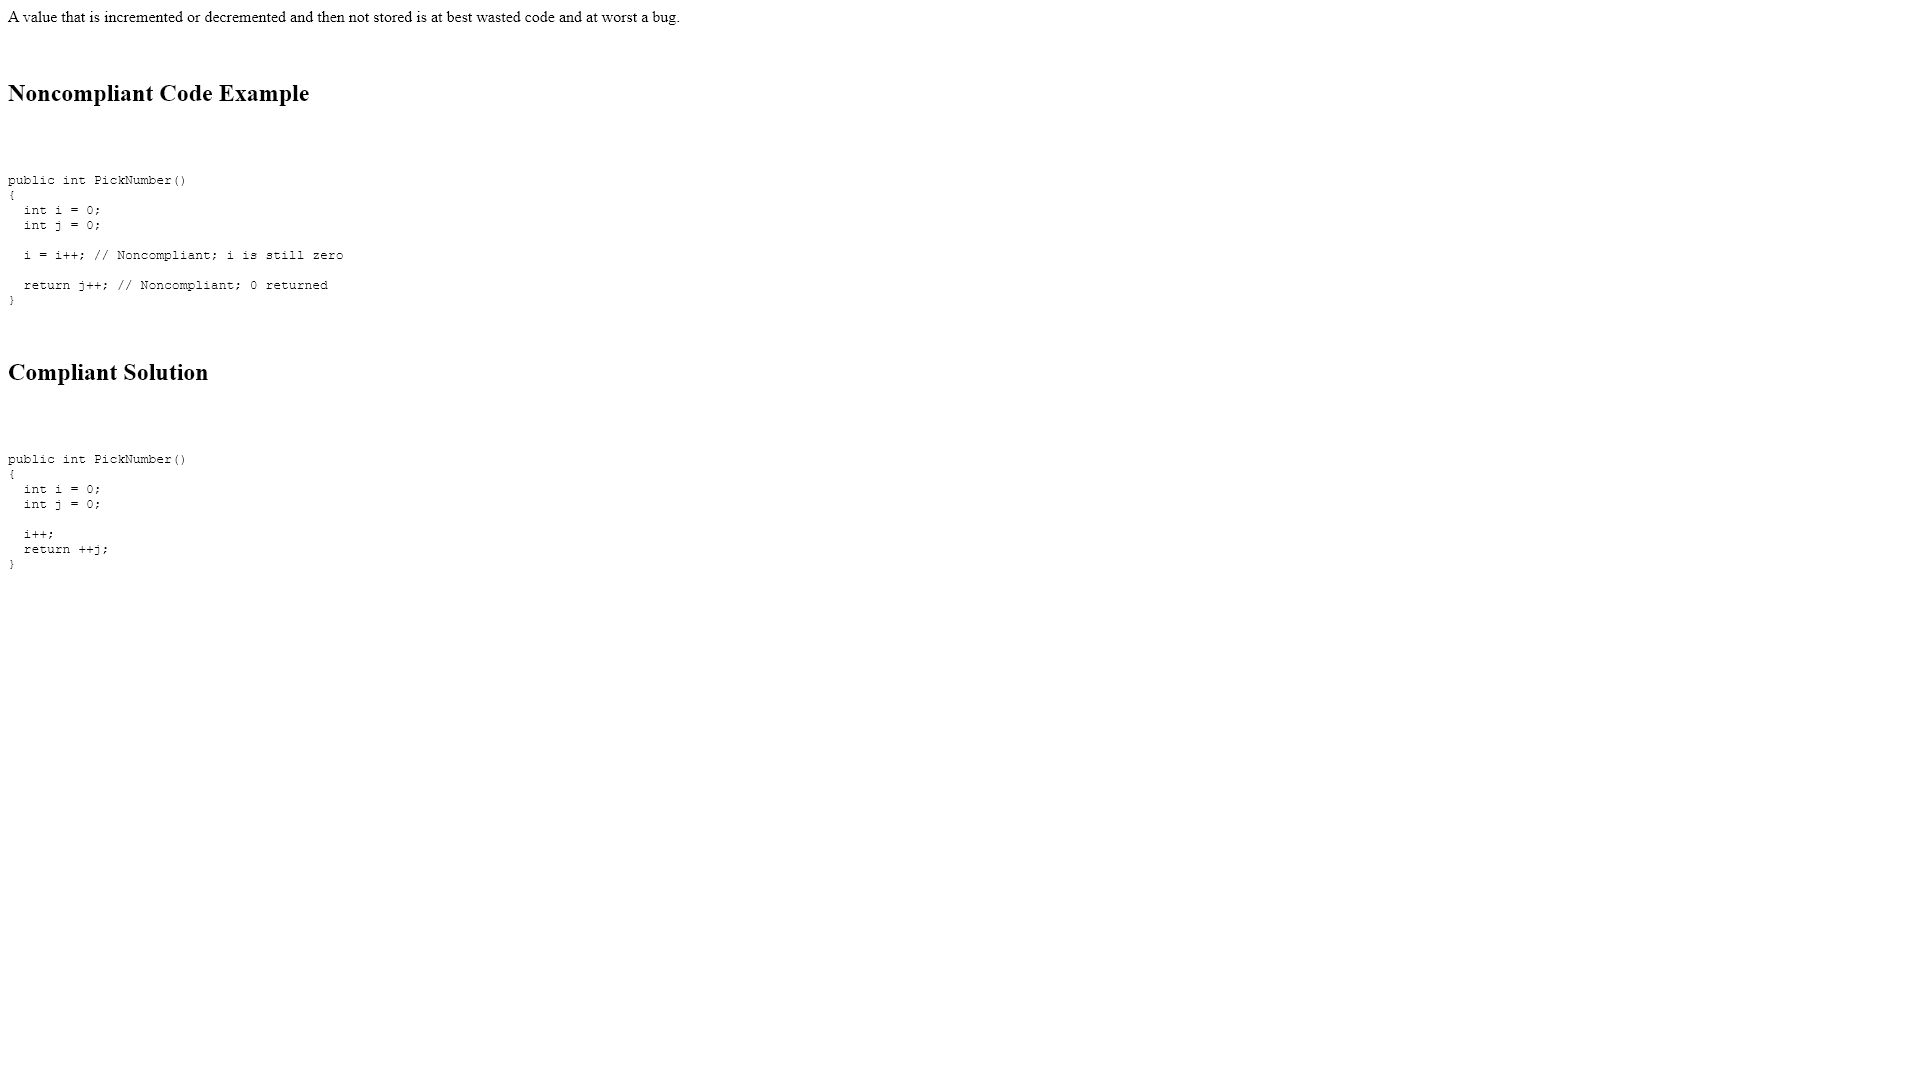 A value that is incremented or decremented and then not stored is at best wasted code and at worst a bug.
Noncompliant Code Example
public int PickNumber()
{
  int i = 0;
  int j = 0;
  i = i++; // Noncompliant; i is still zero
  return j++; // Noncompliant; 0 returned
}
Compliant Solution
public int PickNumber()
{
  int i = 0;
  int j = 0;
  i++;
  return ++j;
}